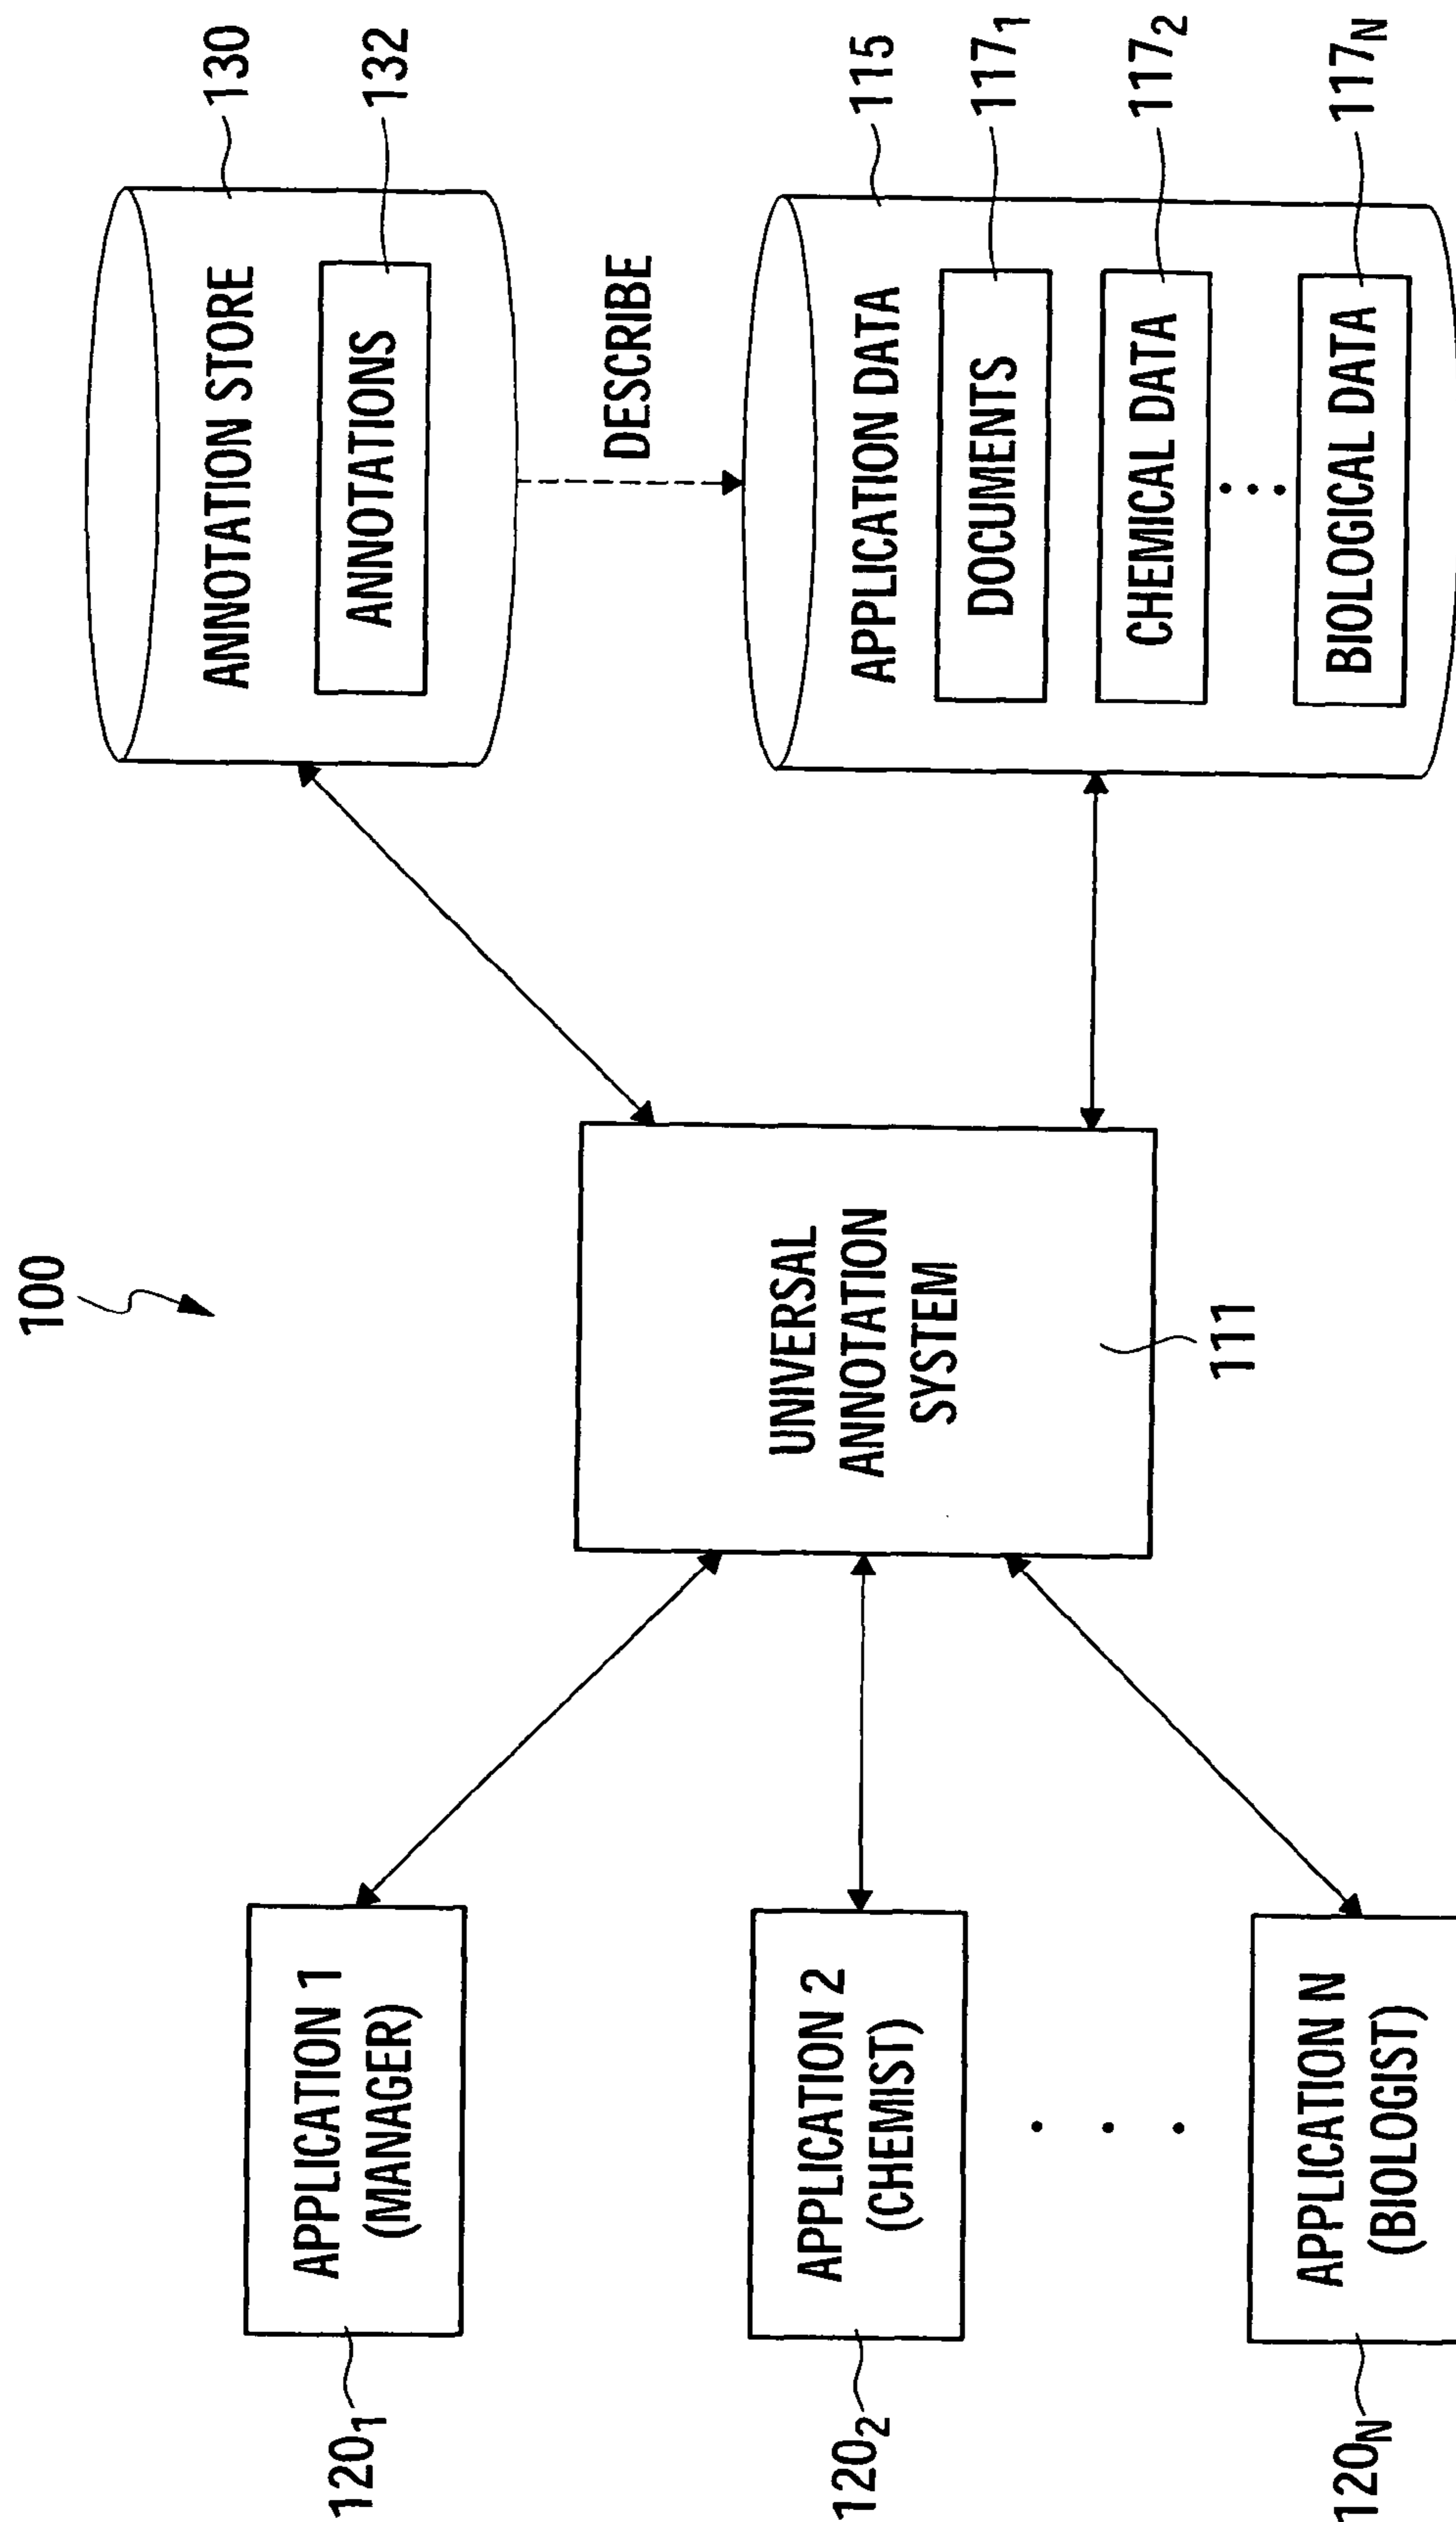 100
120₁
APPLICATION 1
(MANAGER)
120₂
APPLICATION 2
(CHEMIST)
120N
APPLICATION N
(BIOLOGIST)
UNIVERSAL
ANNOTATION
SYSTEM
111
ANNOTATION STORE
130
ANNOTATIONS
132
DESCRIBE
APPLICATION DATA
115
DOCUMENTS
117₁
CHEMICAL DATA
117₂
BIOLOGICAL DATA
117N